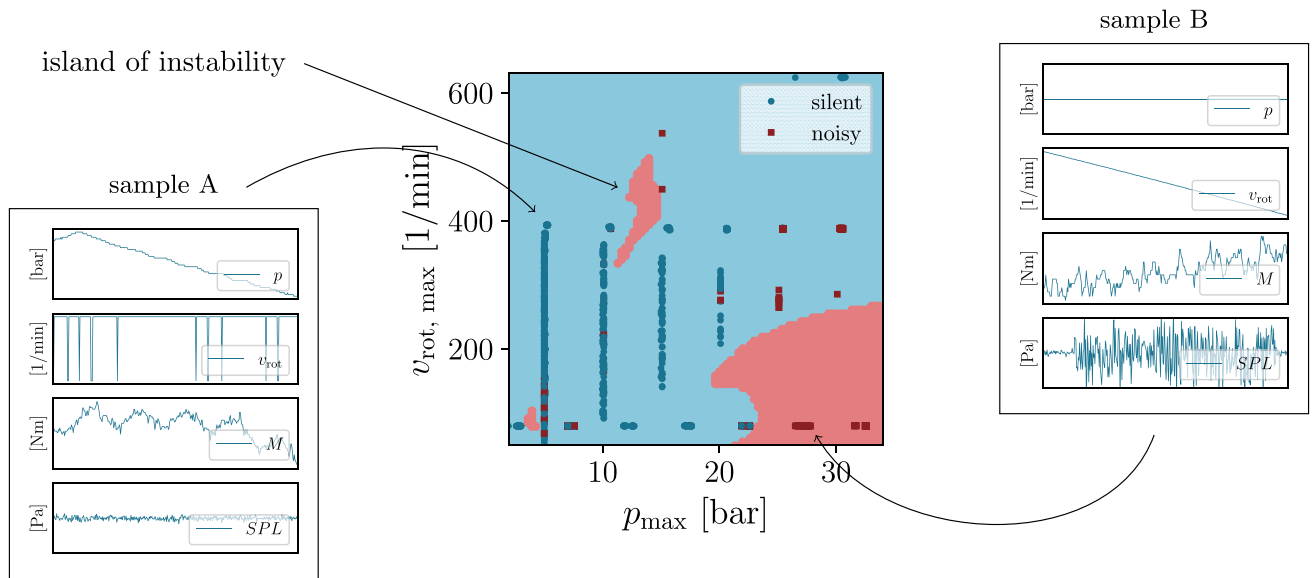 sample B
island of instability
[bar]
p
[1/min]
v_rot
[Nm]
M
[Pa]
SPL
sample A
[bar]
p
[1/min]
v_rot
[Nm]
M
[Pa]
SPL
silent
noisy
600
400
200
v_rot, max [1/min]
10 20 30
p_max [bar]